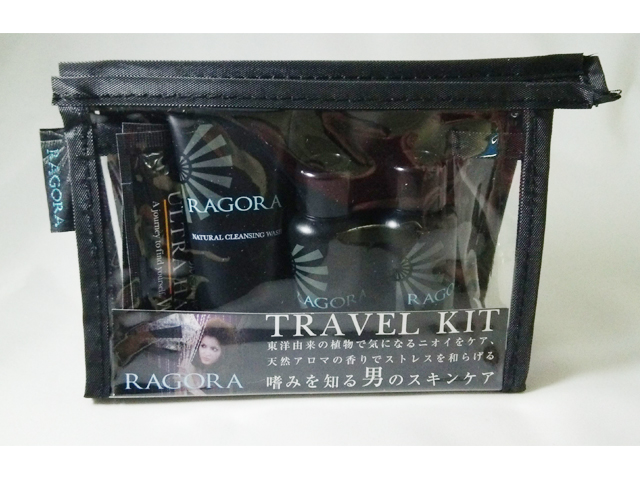 RAGORA
RAGORA
NATURAL CLEANSING WASH
A journey to find yourself
RAGORA
RAGORA
TRAVEL KIT
東洋由来の植物で気になるニオイをケア、
天然アロマの香りでストレスを和らげる
嗜みを知る男のスキンケア
RAGORA